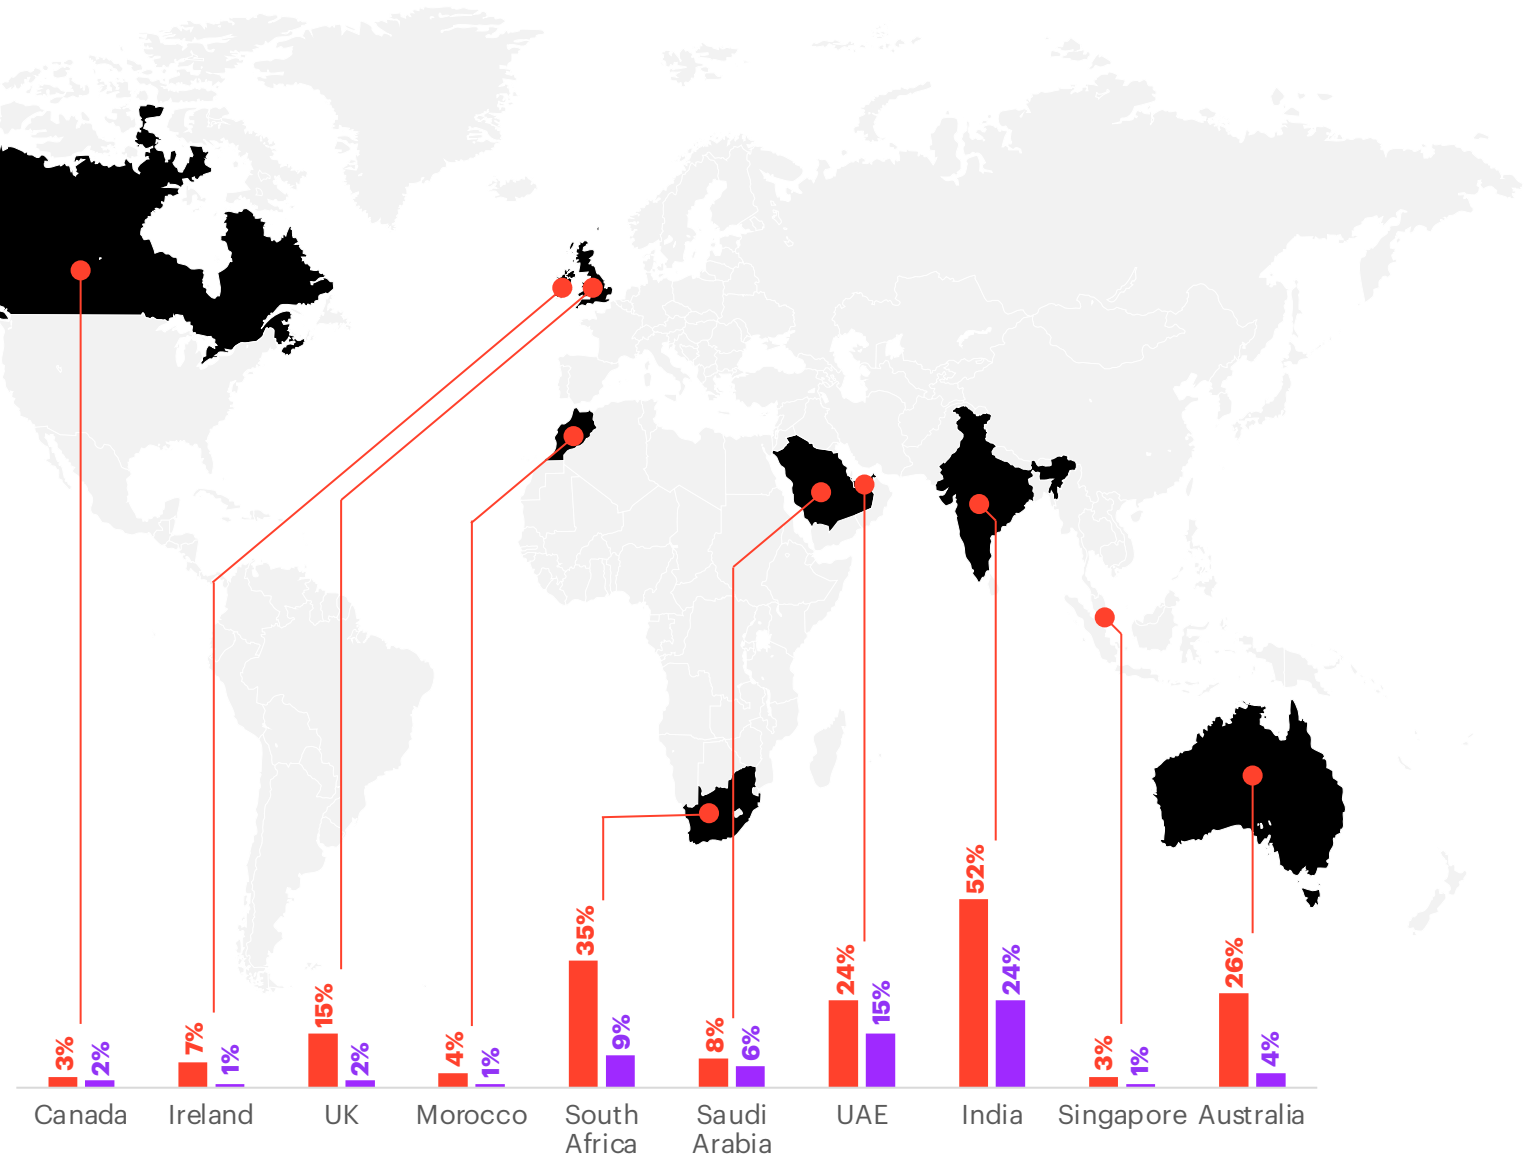 3%
2%
7%
1%
15%
2%
4%
1%
35%
9%
8%
6%
24%
15%
52%
24%
3%
1%
26%
4%
Canada
Ireland
UK
Morocco
South
Africa
Saudi
Arabia
UAE
India
Singapore
Australia